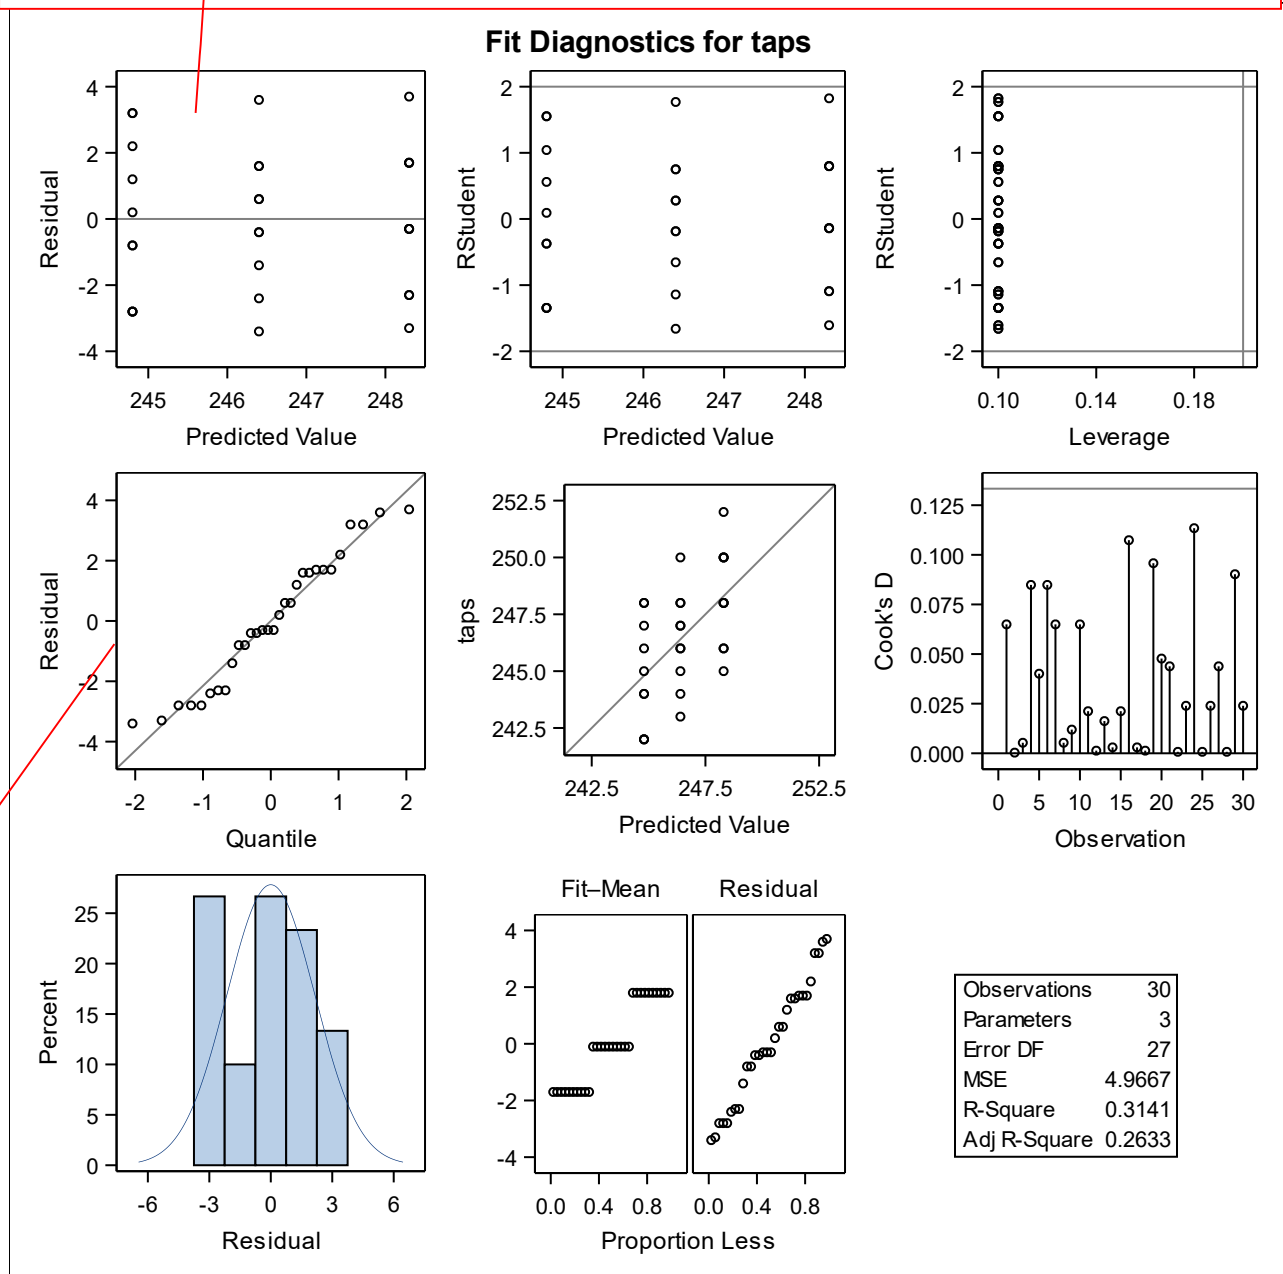 Fit Diagnostics for taps
4
2
0
-2
-4
Residual
245 246 247 248
Predicted Value
2
1
0
-1
-2
RStudent
245 246 247 248
Predicted Value
2
1
0
-1
-2
RStudent
0.10 0.14 0.18
Leverage
4
2
0
-2
-4
Residual
-2 -1 0 1 2
Quantile
252.5
250.0
247.5
245.0
242.5
taps
242.5 247.5 252.5
Predicted Value
0.125
0.100
0.075
0.050
0.025
0.000
Cook's D
0 5 10 15 20 25 30
Observation
25
20
15
10
5
0
Percent
-6 -3 0 3 6
Residual
Fit–Mean Residual
4
2
0
-2
-4
0.0 0.4 0.8 0.0 0.4 0.8
Proportion Less
Observations 30
Parameters 3
Error DF 27
MSE 4.9667
R-Square 0.3141
Adj R-Square 0.2633